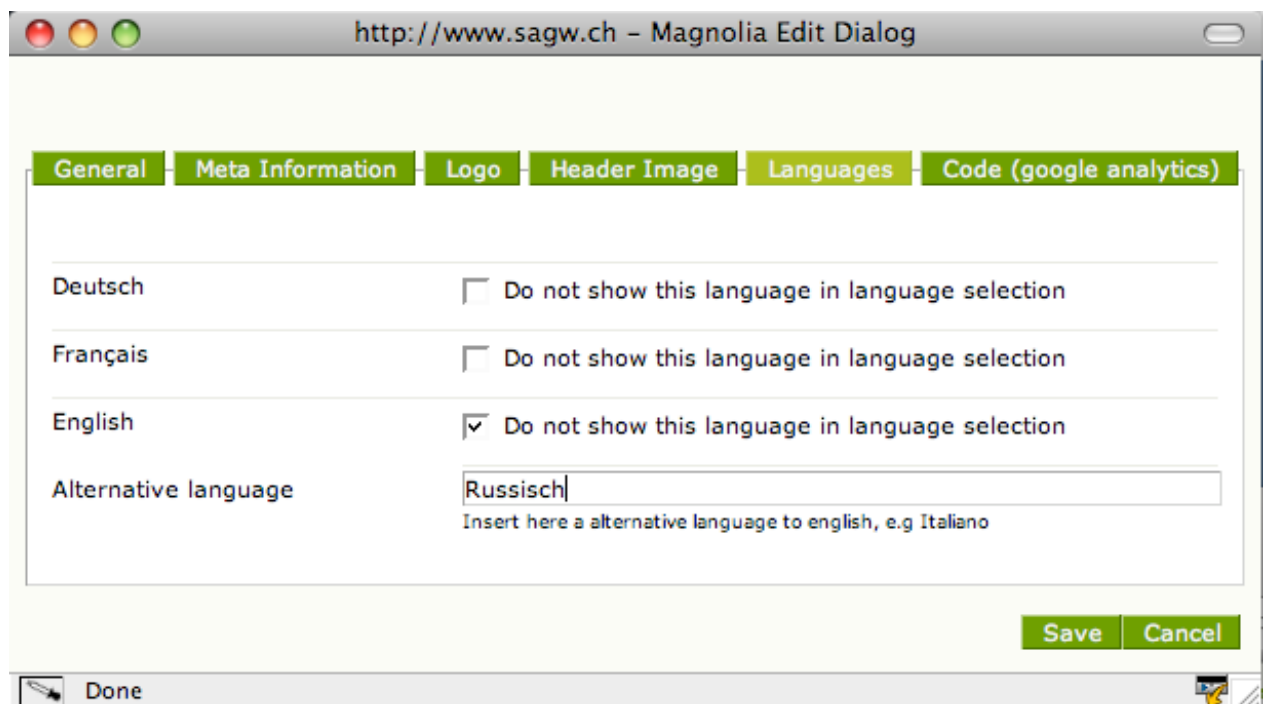 http://www.sagw.ch – Magnolia Edit Dialog
General Meta Information Logo Header Image Languages Code (google analytics)
Deutsch Do not show this language in language selection
Français Do not show this language in language selection
English Do not show this language in language selection
Alternative language Russisch
Insert here a alternative language to english, e.g Italiano
Save Cancel
Done